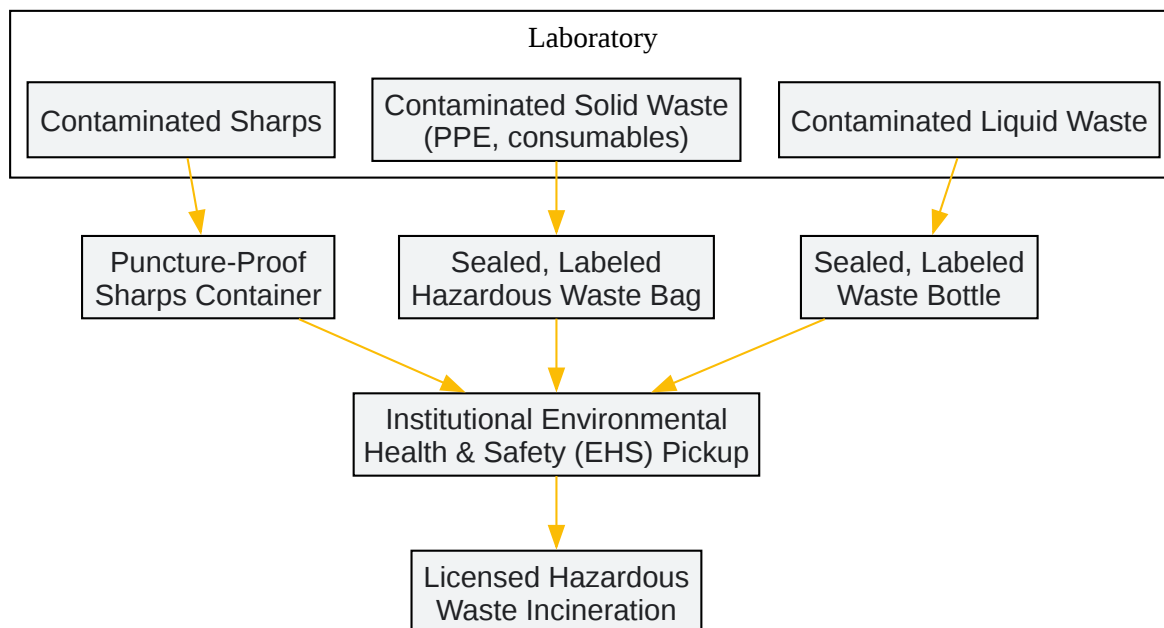 Laboratory
Contaminated Sharps
Contaminated Solid Waste
(PPE, consumables)
Contaminated Liquid Waste
Puncture-Proof
Sharps Container
Sealed, Labeled
Hazardous Waste Bag
Sealed, Labeled
Waste Bottle
Institutional Environmental
Health & Safety (EHS) Pickup
Licensed Hazardous
Waste Incineration